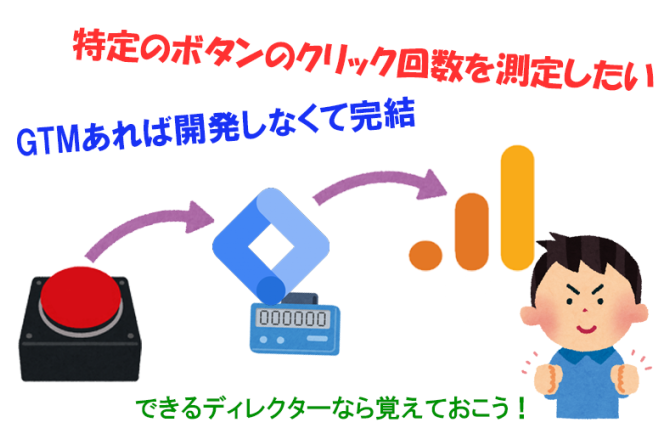 特定のボタンのクリック回数を測定したい
GTMあれば開発しなくて完結
000000
できるディレクターなら覚えておこう！